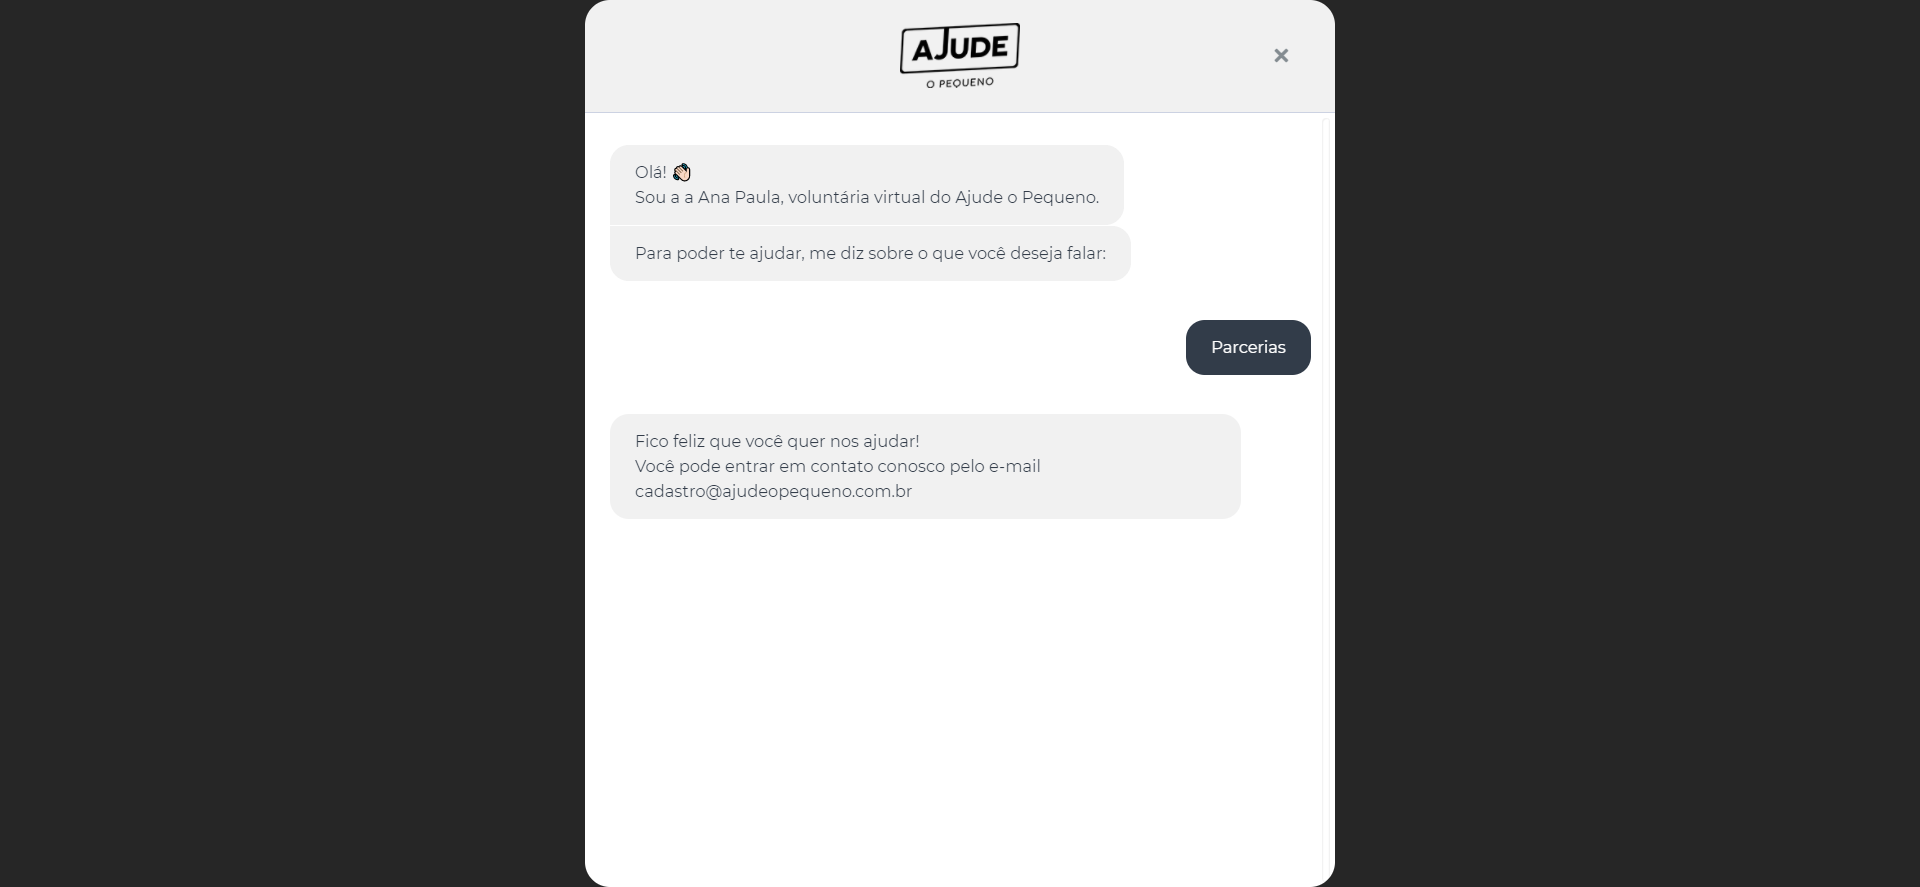 AJUDE
O PEQUENO
×
Olá! 👋🏻
Sou a a Ana Paula, voluntária virtual do Ajude o Pequeno.
Para poder te ajudar, me diz sobre o que você deseja falar:
Parcerias
Fico feliz que você quer nos ajudar!
Você pode entrar em contato conosco pelo e-mail
cadastro@ajudeopequeno.com.br